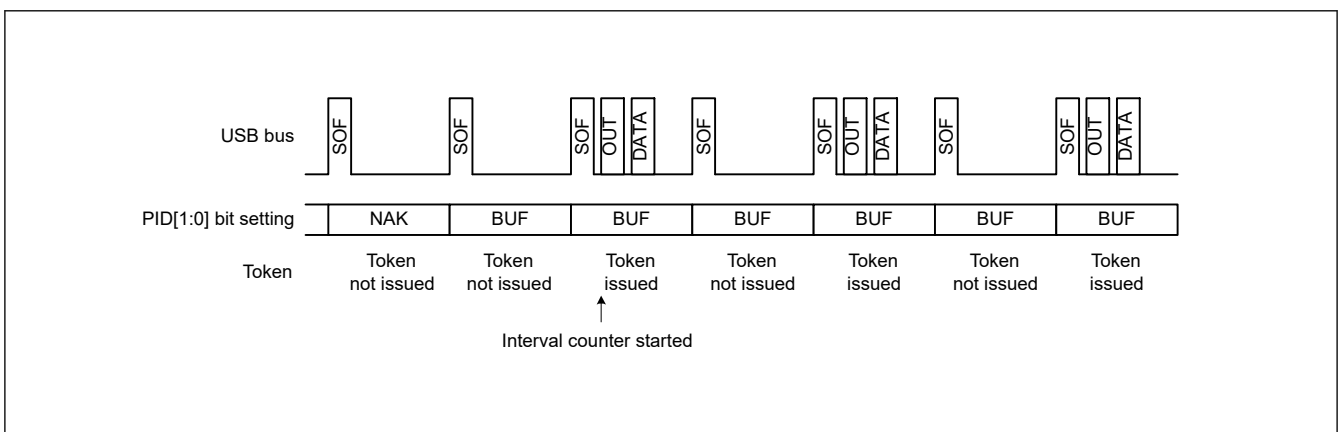 USB bus
SOF
SOF
SOF
OUT
DATA
SOF
SOF
OUT
DATA
SOF
SOF
OUT
DATA
PID[1:0] bit setting
NAK
BUF
BUF
BUF
BUF
BUF
BUF
Token
Token
not issued
Token
not issued
Token
issued
Token
not issued
Token
issued
Token
not issued
Token
issued
Interval counter started